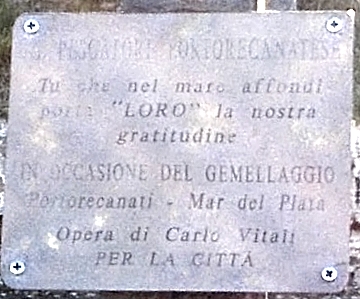 AL PESCATORE PORTORECANATESE
Tu che nel mare affondi
porta "LORO" la nostra
gratitudine
IN OCCASIONE DEL GEMELLAGGIO
Portorecanati - Mar del Plata
Opera di Carlo Vitali
PER LA CITTÀ